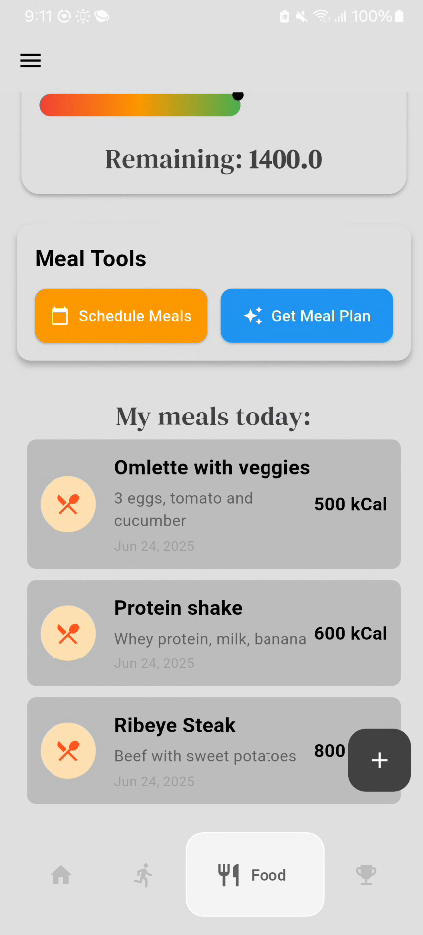 9:11
100%
Remaining: 1400.0
Meal Tools
Schedule Meals
Get Meal Plan
My meals today:
Omlette with veggies
3 eggs, tomato and
cucumber
500 kCal
Jun 24, 2025
Protein shake
Whey protein, milk, banana
600 kCal
Jun 24, 2025
Ribeye Steak
Beef with sweet potatoes
800
Jun 24, 2025
Food